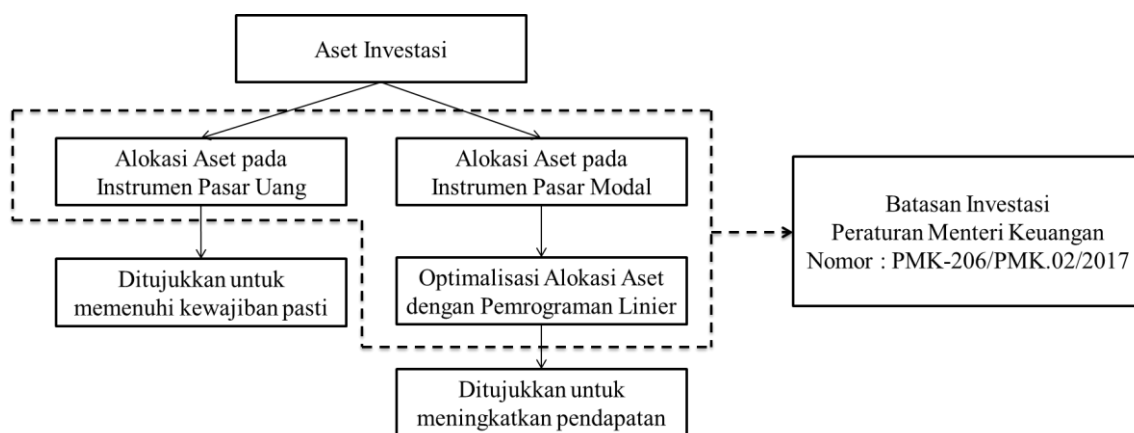 Aset Investasi
Alokasi Aset pada
Instrumen Pasar Uang
Alokasi Aset pada
Instrumen Pasar Modal
Batasan Investasi
Peraturan Menteri Keuangan
Nomor : PMK-206/PMK.02/2017
Ditujukkan untuk
memenuhi kewajiban pasti
Optimalisasi Alokasi Aset
dengan Pemrograman Linier
Ditujukkan untuk
meningkatkan pendapatan